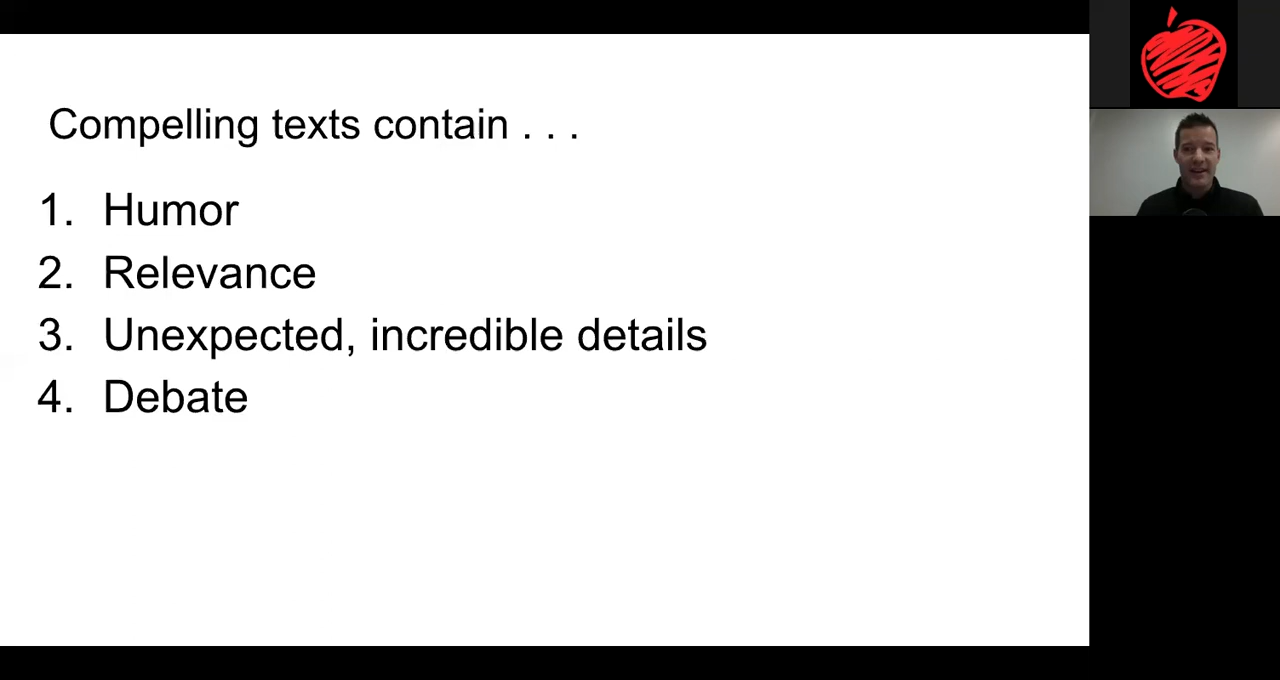 Compelling texts contain . . .
1. Humor
2. Relevance
3. Unexpected, incredible details
4. Debate